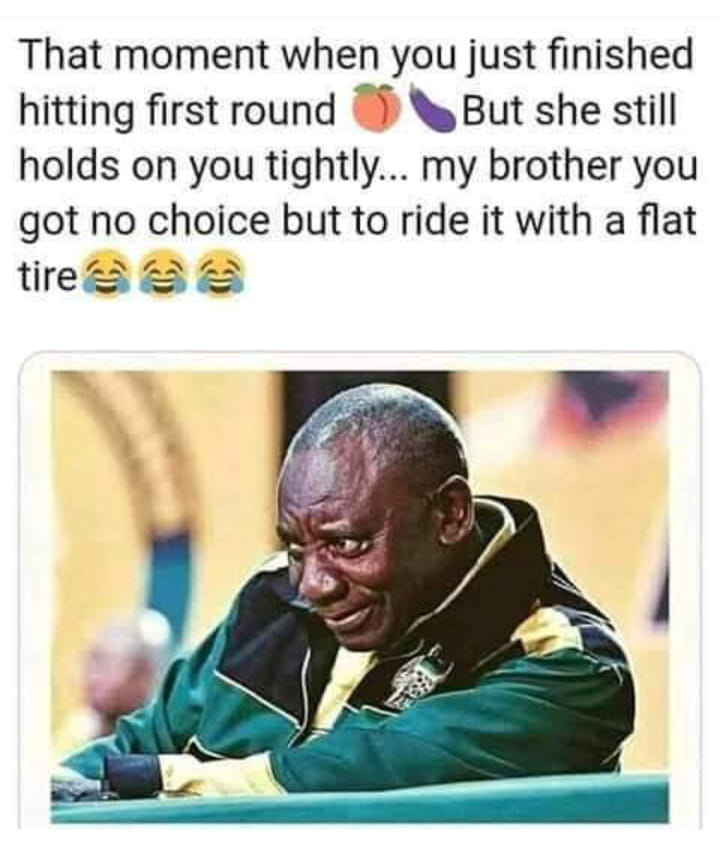 That moment when you just finished
hitting first round 🍑🍆But she still
holds on you tightly... my brother you
got no choice but to ride it with a flat
tire😂😂😂